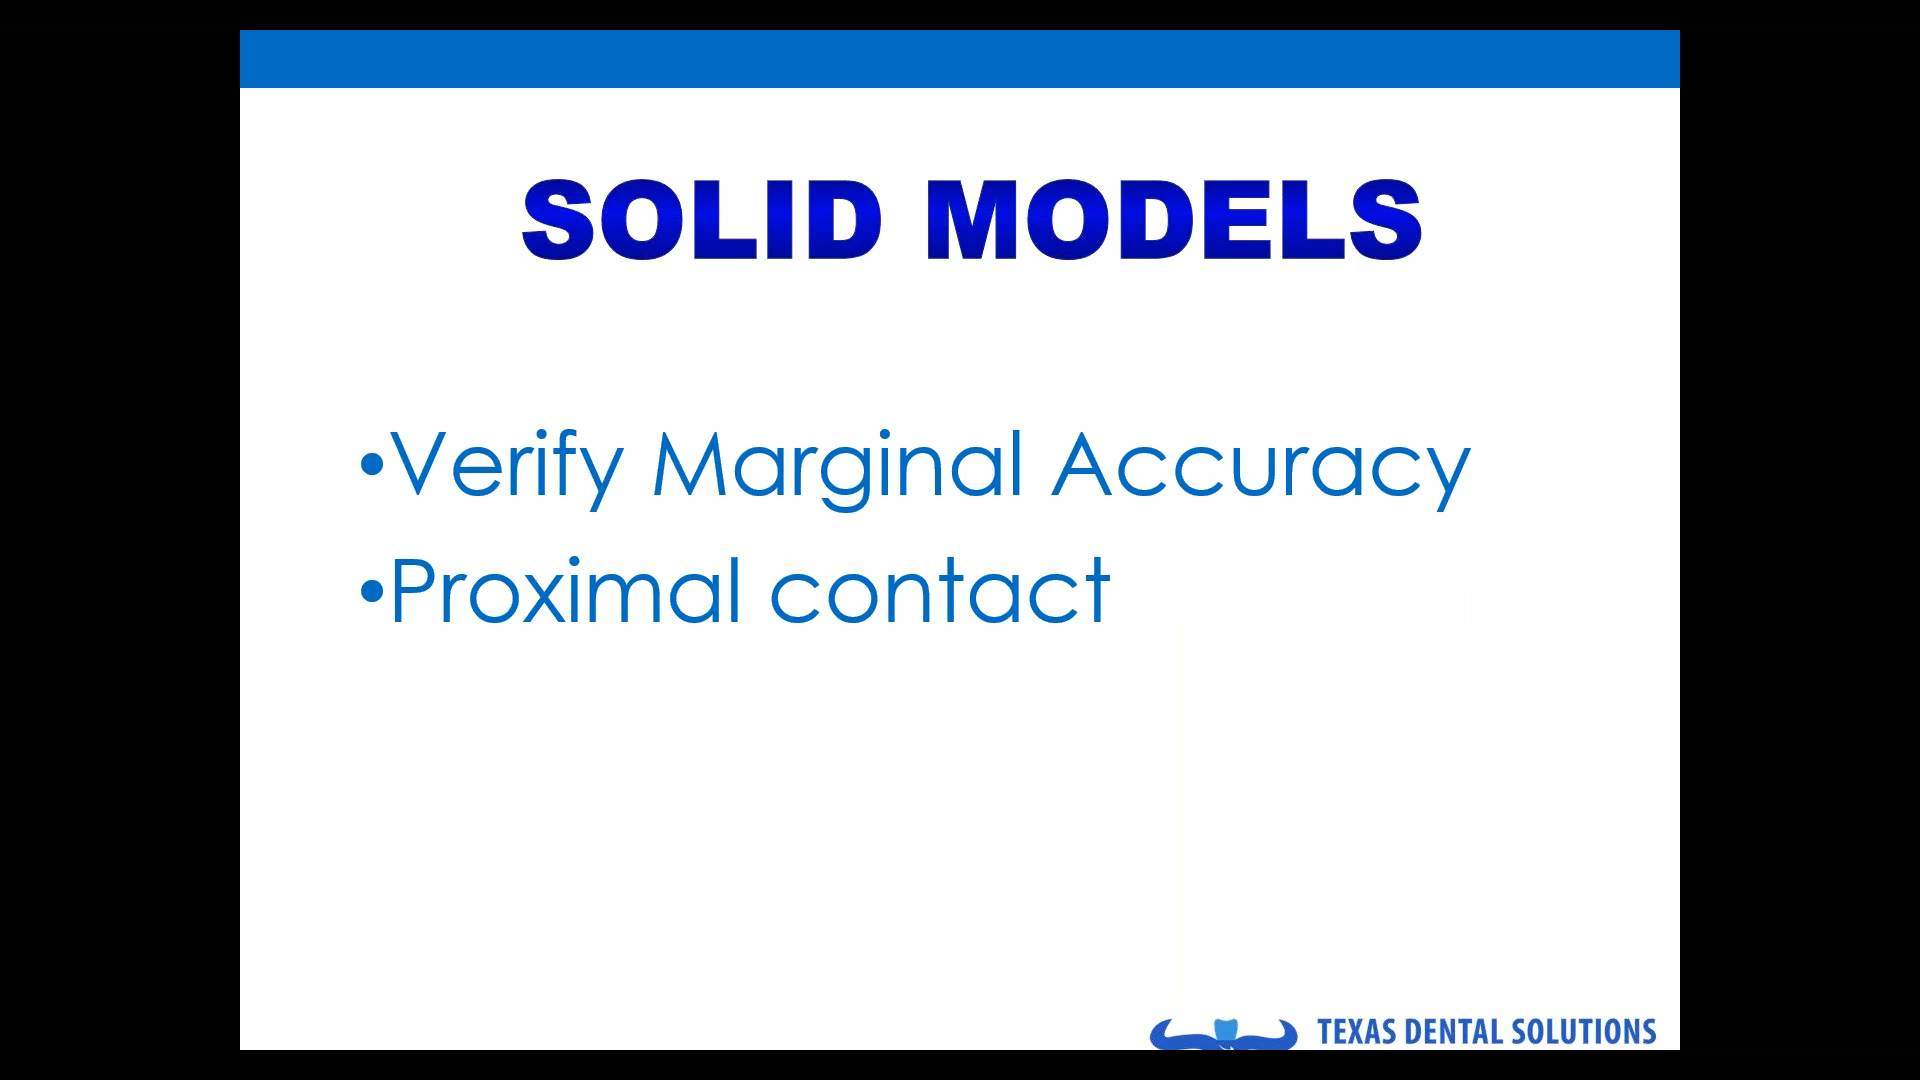 SOLID MODELS
•Verify Marginal Accuracy
•Proximal contact
TEXAS DENTAL SOLUTIONS